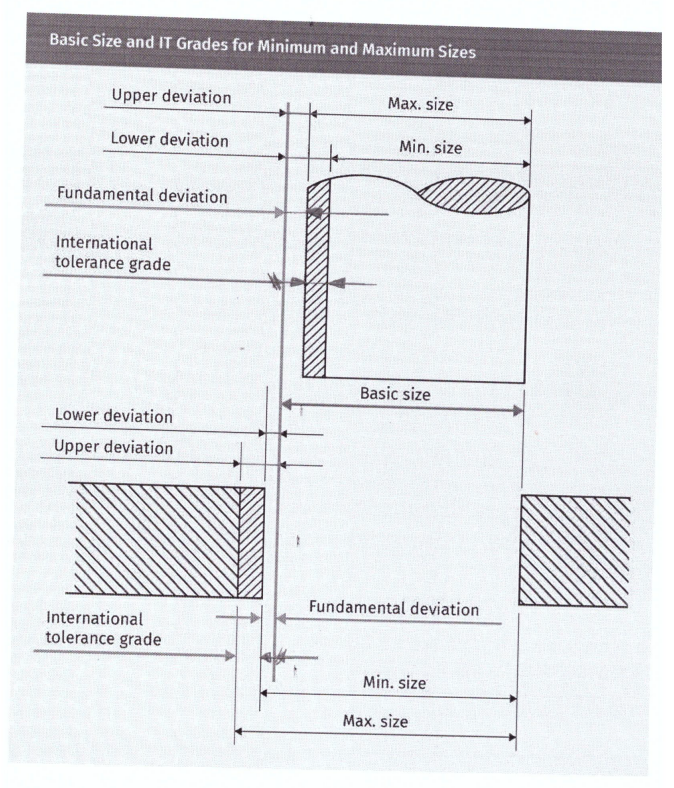 Basic Size and IT Grades for Minimum and Maximum Sizes
Upper deviation
Max. size
Lower deviation
Min. size
Fundamental deviation
International
tolerance grade
Basic size
Lower deviation
Upper deviation
Fundamental deviation
International
tolerance grade
Min. size
Max. size